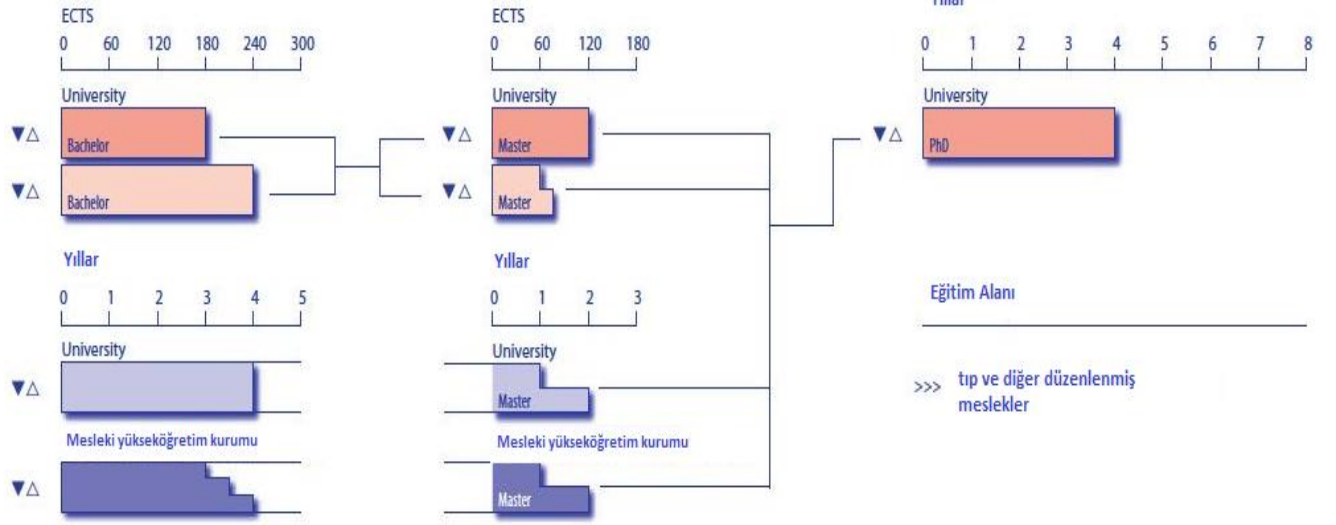 ECTS
0 60 120 180 240 300
University
▼△ Bachelor
▼△ Bachelor
Yıllar
0 1 2 3 4 5
University
▼△
Mesleki yükseköğretim kurumu
▼△
ECTS
0 60 120 180
University
▼△ Master
▼△ Master
Yıllar
0 1 2 3
University
Master
Mesleki yükseköğretim kurumu
Master
Yıllar
0 1 2 3 4 5 6 7 8
University
▼△ PhD
Eğitim Alanı
>>> tıp ve diğer düzenlenmiş
meslekler